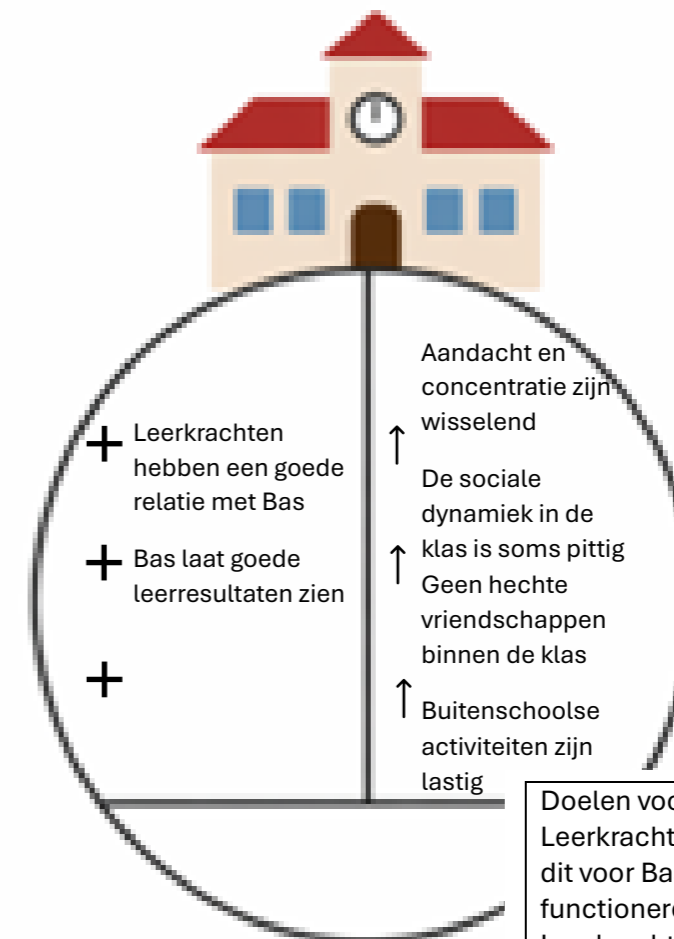 Leerkrachten
hebben een goede
relatie met Bas
Bas laat goede
leerresultaten zien
Aandacht en
concentratie zijn
wisselend
De sociale
dynamiek in de
klas is soms pittig
Geen hechte
vriendschappen
binnen de klas
Buitenschoolse
activiteiten zijn
lastig
Doelen
Leerkracht
dit voor